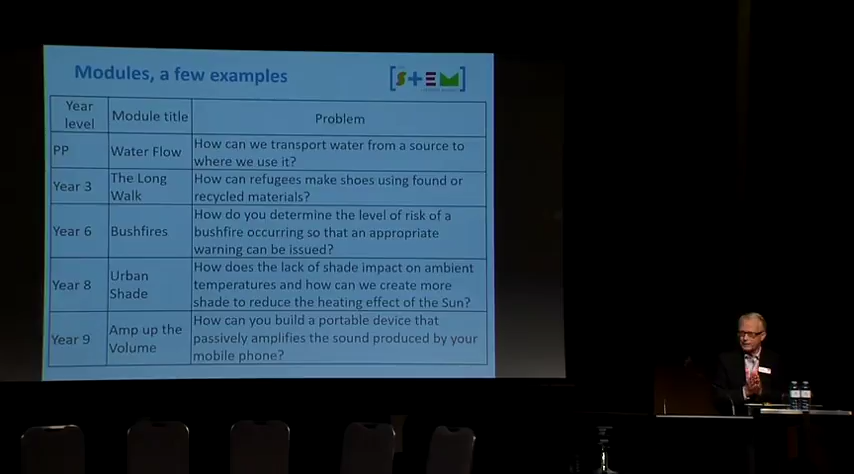 Modules, a few examples
[S+EM]
Year level
Module title
Problem
PP
Water Flow
How can we transport water from a source to
where we use it?
Year 3
The Long
Walk
How can refugees make shoes using found or
recycled materials?
Year 6
Bushfires
How do you determine the level of risk of a
bushfire occurring so that an appropriate
warning can be issued?
Year 8
Urban
Shade
How does the lack of shade impact on ambient
temperatures and how can we create more
shade to reduce the heating effect of the Sun?
Year 9
Amp up the
Volume
How can you build a portable device that
passively amplifies the sound produced by your
mobile phone?